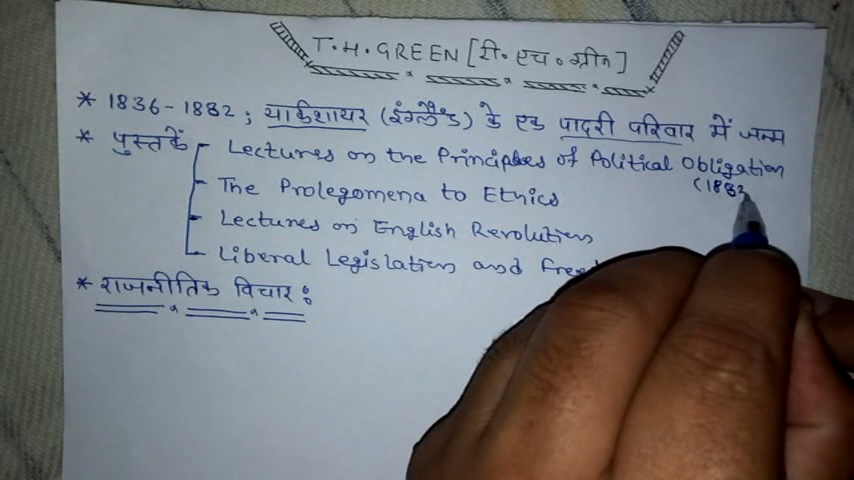 T.H.GREEN [टी. एच. ग्रीन]
* 1836-1882; यार्कशायर (इंग्लैण्ड) के एक पादरी परिवार में जन्म
* पुस्तकें Lectures on the Principles of Political Obligation
(1882
The Prolegomena to Ethics
Lectures on English Revolution
Liberal Legislation and
* राजनीतिक विचार :